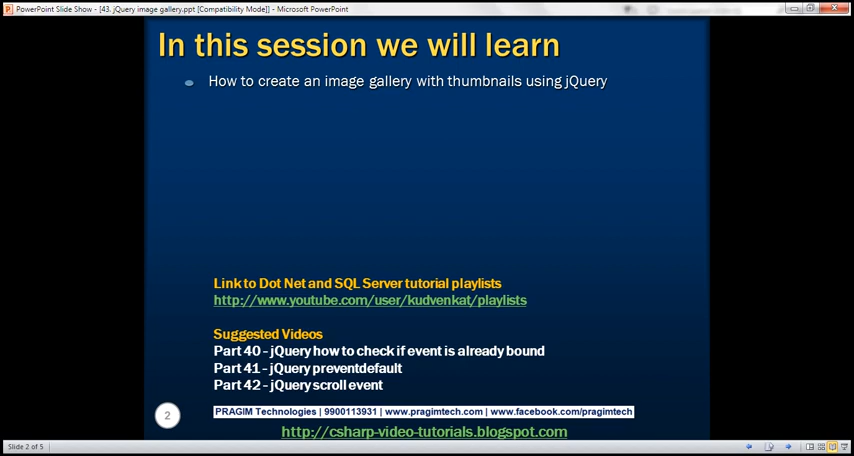 PowerPoint Slide Show - [43. jQuery image gallery.ppt [Compatibility Mode]] - Microsoft PowerPoint
In this session we will learn
How to create an image gallery with thumbnails using jQuery
Link to Dot Net and SQL Server tutorial playlists
http://www.youtube.com/user/kudvenkat/playlists
Suggested Videos
Part 40 - jQuery how to check if event is already bound
Part 41 - jQuery preventdefault
Part 42 - jQuery scroll event
2
PRAGIM Technologies | 9900113931 | www.pragimtech.com | www.facebook.com/pragimtech
http://csharp-video-tutorials.blogspot.com
Slide 2 of 5